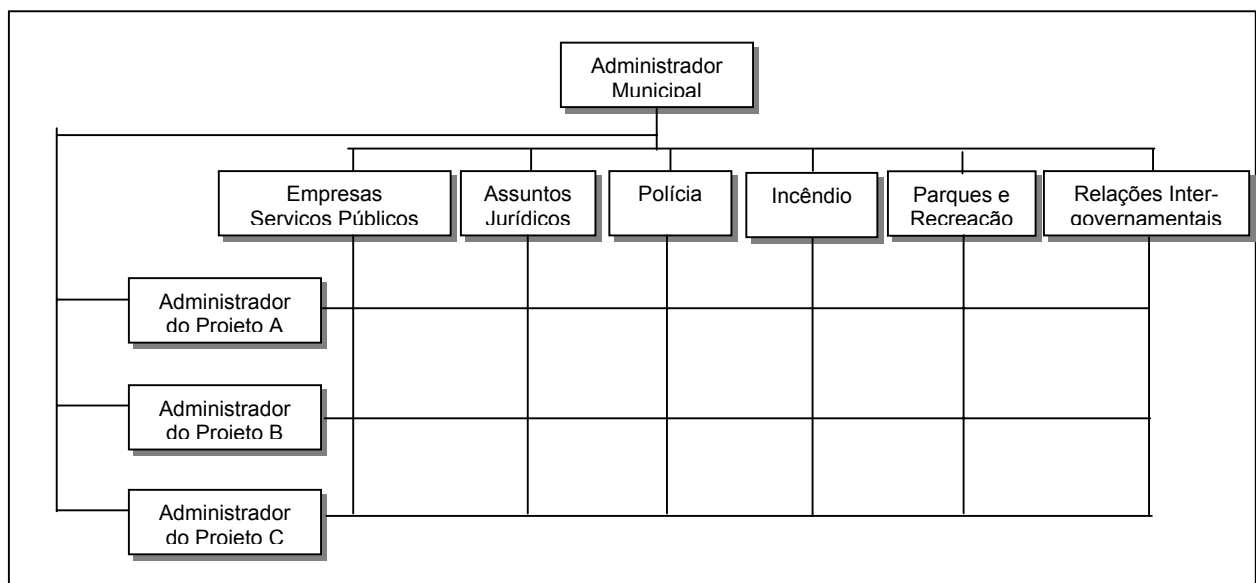 Administrador
Municipal
Empresas
Serviços Públicos
Assuntos
Jurídicos
Polícia
Incêndio
Parques e
Recreação
Relações Inter-
governamentais
Administrador
do Projeto A
Administrador
do Projeto B
Administrador
do Projeto C